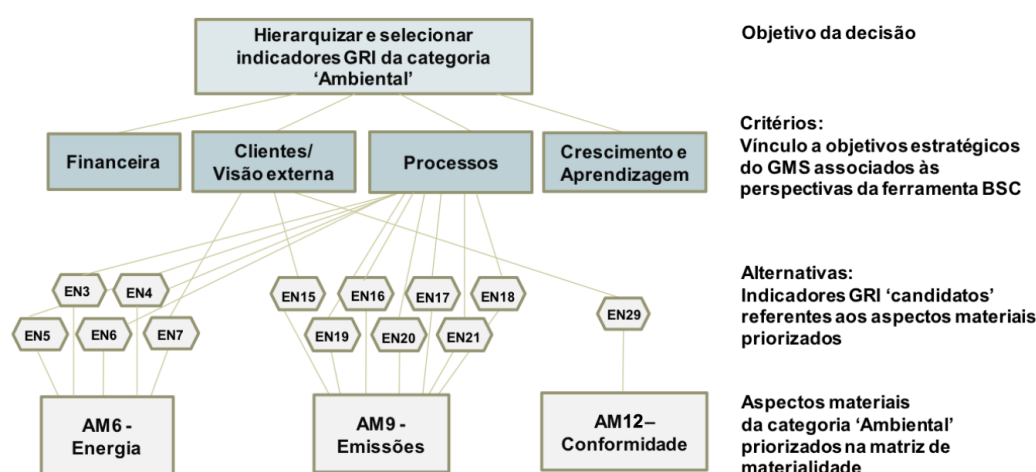 Hierarquizar e selecionar
indicadores GRI da categoria
‘Ambiental’
Objetivo da decisão
Financeira
Clientes/
Visão externa
Processos
Crescimento e
Aprendizagem
Critérios:
Vínculo a objetivos estratégicos
do GMS associados às
perspectivas da ferramenta BSC
EN3
EN4
EN5
EN6
EN7
EN15
EN16
EN17
EN18
EN19
EN20
EN21
EN29
Alternativas:
Indicadores GRI ‘candidatos’
referentes aos aspectos materiais
priorizados
AM6 -
Energia
AM9 -
Emissões
AM12–
Conformidade
Aspectos materiais
da categoria ‘Ambiental’
priorizados na matriz de
materialidade